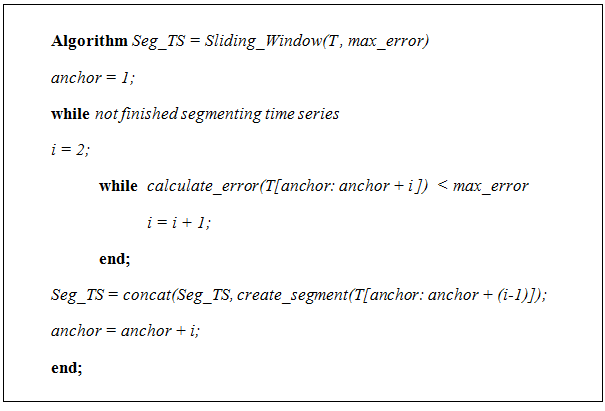 Algorithm Seg_TS = Sliding_Window(T, max_error)
anchor = 1;
while not finished segmenting time series
i = 2;
while calculate_error(T[anchor: anchor + i ]) < max_error
i = i + 1;
end;
Seg_TS = concat(Seg_TS, create_segment(T[anchor: anchor + (i-1)]);
anchor = anchor + i;
end;